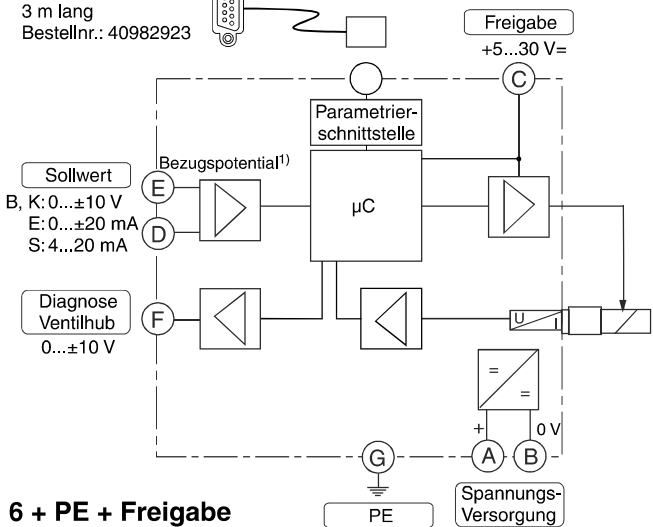 3 m lang
Bestellnr.: 40982923
Freigabe
+5...30 V=
C
Parametrier-
schnittstelle
Sollwert
Bezugspotential1)
E
B, K: 0...±10 V
E: 0...±20 mA
S: 4...20 mA
D
µC
Diagnose
Ventilhub
F
0...±10 V
U
I
=
=
+
0 V
G
A
B
PE
Spannungs-
Versorgung
6 + PE + Freigabe